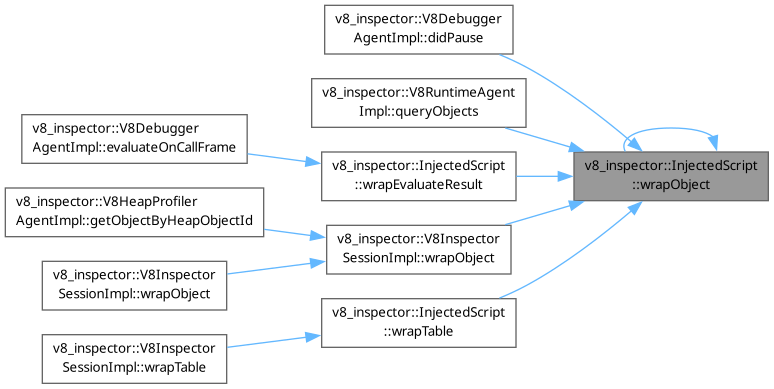 v8_inspector::V8Debugger
AgentImpl::didPause
v8_inspector::V8RuntimeAgent
Impl::queryObjects
v8_inspector::V8Debugger
AgentImpl::evaluateOnCallFrame
v8_inspector::InjectedScript
::wrapEvaluateResult
v8_inspector::InjectedScript
::wrapObject
v8_inspector::V8HeapProfiler
AgentImpl::getObjectByHeapObjectId
v8_inspector::V8Inspector
SessionImpl::wrapObject
v8_inspector::V8Inspector
SessionImpl::wrapObject
v8_inspector::InjectedScript
::wrapTable
v8_inspector::V8Inspector
SessionImpl::wrapTable